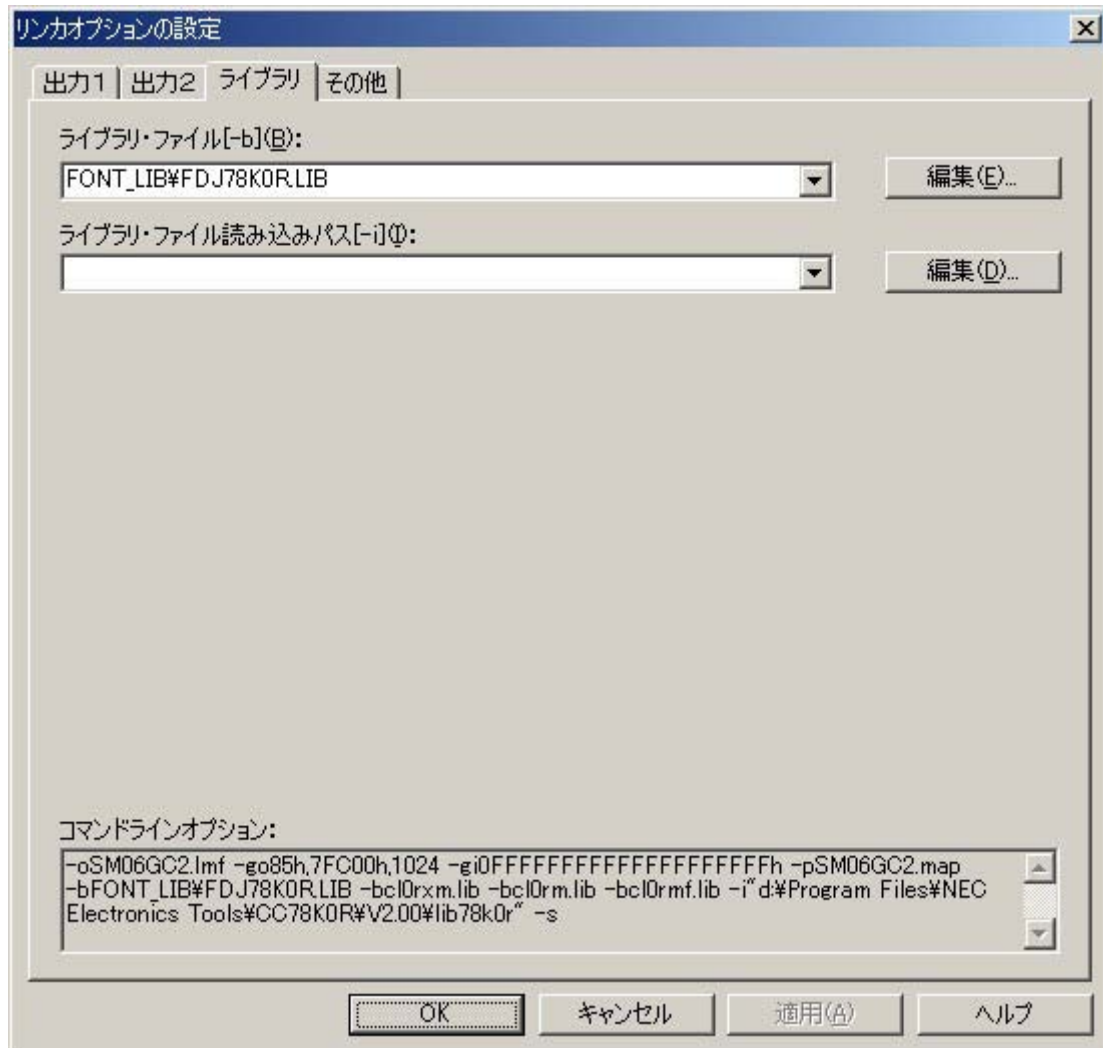 リンカオプションの設定
出力1 出力2 ライブラリ その他
ライブラリ・ファイル[-b](B):
FONT_LIB¥FDJ78K0R.LIB 編集(E)...
ライブラリ・ファイル読み込みパス[-i](I):
編集(D)...
コマンドラインオプション:
-oSM06GC2.lmf -go85h,7FC00h,1024 -gi0FFFFFFFFFFFFFFFFFFFFh -pSM06GC2.map
-bFONT_LIB¥FDJ78K0R.LIB -bcl0rxm.lib -bcl0rm.lib -bcl0rmf.lib -i"d:¥Program Files¥NEC
Electronics Tools¥CC78K0R¥V2.00¥lib78k0r" -s
OK キャンセル 適用(A) ヘルプ